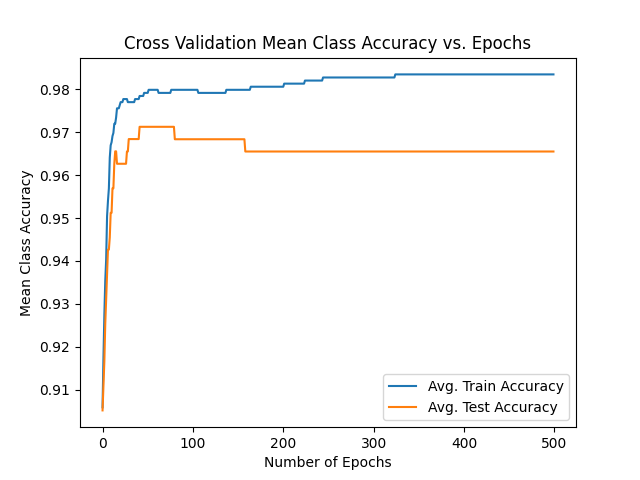 Cross Validation Mean Class Accuracy vs. Epochs
Mean Class Accuracy
0.98
0.97
0.96
0.95
0.94
0.93
0.92
0.91
Avg. Train Accuracy
Avg. Test Accuracy
0 100 200 300 400 500
Number of Epochs